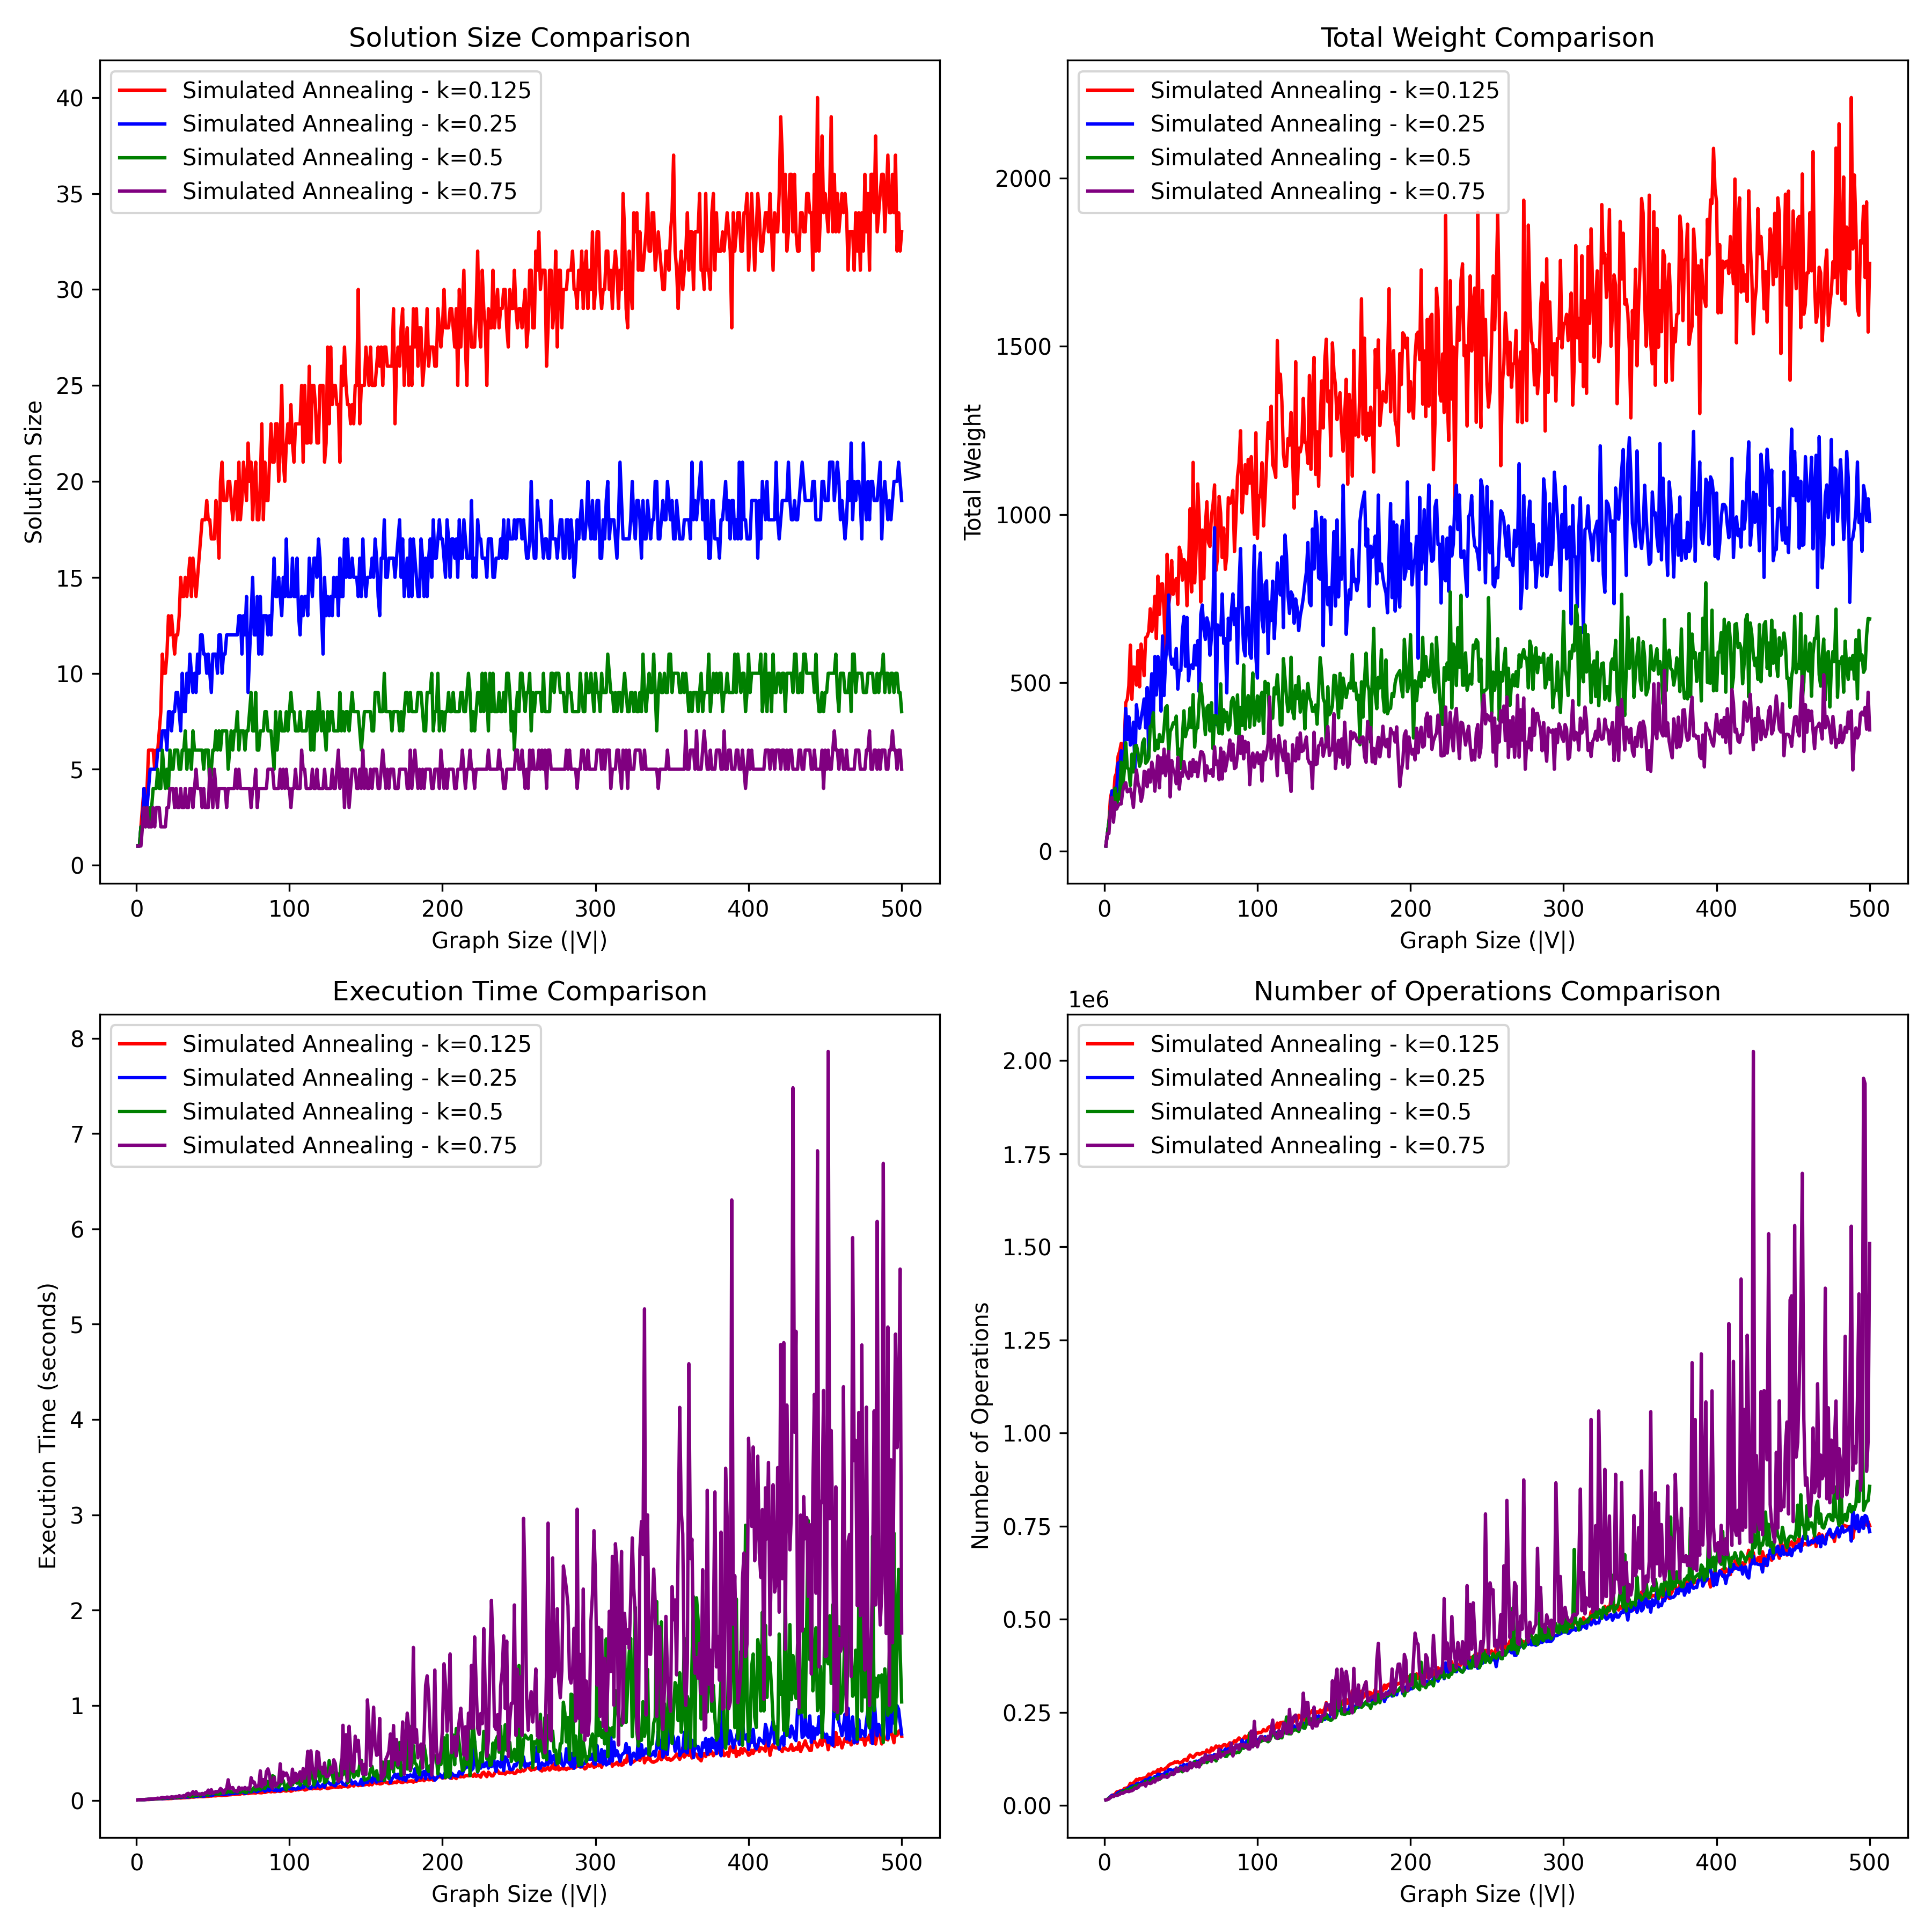 Solution Size Comparison
Simulated Annealing - k=0.125
Simulated Annealing - k=0.25
Simulated Annealing - k=0.5
Simulated Annealing - k=0.75
Solution Size
40
35
30
25
20
15
10
5
0
0 100 200 300 400 500
Graph Size (|V|)
Total Weight Comparison
Simulated Annealing - k=0.125
Simulated Annealing - k=0.25
Simulated Annealing - k=0.5
Simulated Annealing - k=0.75
Total Weight
2000
1500
1000
500
0
0 100 200 300 400 500
Graph Size (|V|)
Execution Time Comparison
Simulated Annealing - k=0.125
Simulated Annealing - k=0.25
Simulated Annealing - k=0.5
Simulated Annealing - k=0.75
Execution Time (seconds)
8
7
6
5
4
3
2
1
0
0 100 200 300 400 500
Graph Size (|V|)
Number of Operations Comparison
1e6
Simulated Annealing - k=0.125
Simulated Annealing - k=0.25
Simulated Annealing - k=0.5
Simulated Annealing - k=0.75
Number of Operations
2.00
1.75
1.50
1.25
1.00
0.75
0.50
0.25
0.00
0 100 200 300 400 500
Graph Size (|V|)